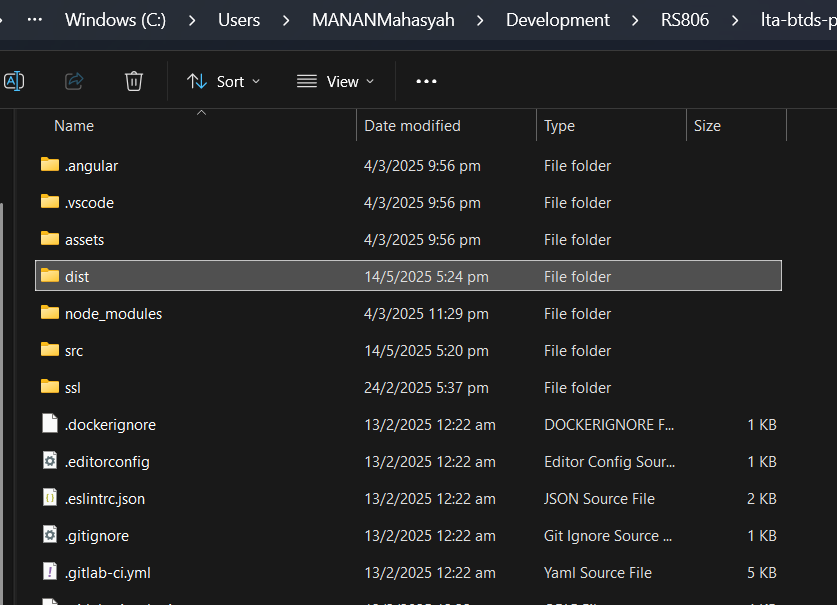 Windows (C:) > Users > MANANMahasyah > Development > RS806 > lta-btds-p
Sort View
Name Date modified Type Size
.angular 4/3/2025 9:56 pm File folder
.vscode 4/3/2025 9:56 pm File folder
assets 4/3/2025 9:56 pm File folder
dist 14/5/2025 5:24 pm File folder
node_modules 4/3/2025 11:29 pm File folder
src 14/5/2025 5:20 pm File folder
ssl 24/2/2025 5:37 pm File folder
.dockerignore 13/2/2025 12:22 am DOCKERIGNORE F... 1 KB
.editorconfig 13/2/2025 12:22 am Editor Config Sour... 1 KB
.eslintrc.json 13/2/2025 12:22 am JSON Source File 2 KB
.gitignore 13/2/2025 12:22 am Git Ignore Source ... 1 KB
.gitlab-ci.yml 13/2/2025 12:22 am Yaml Source File 5 KB